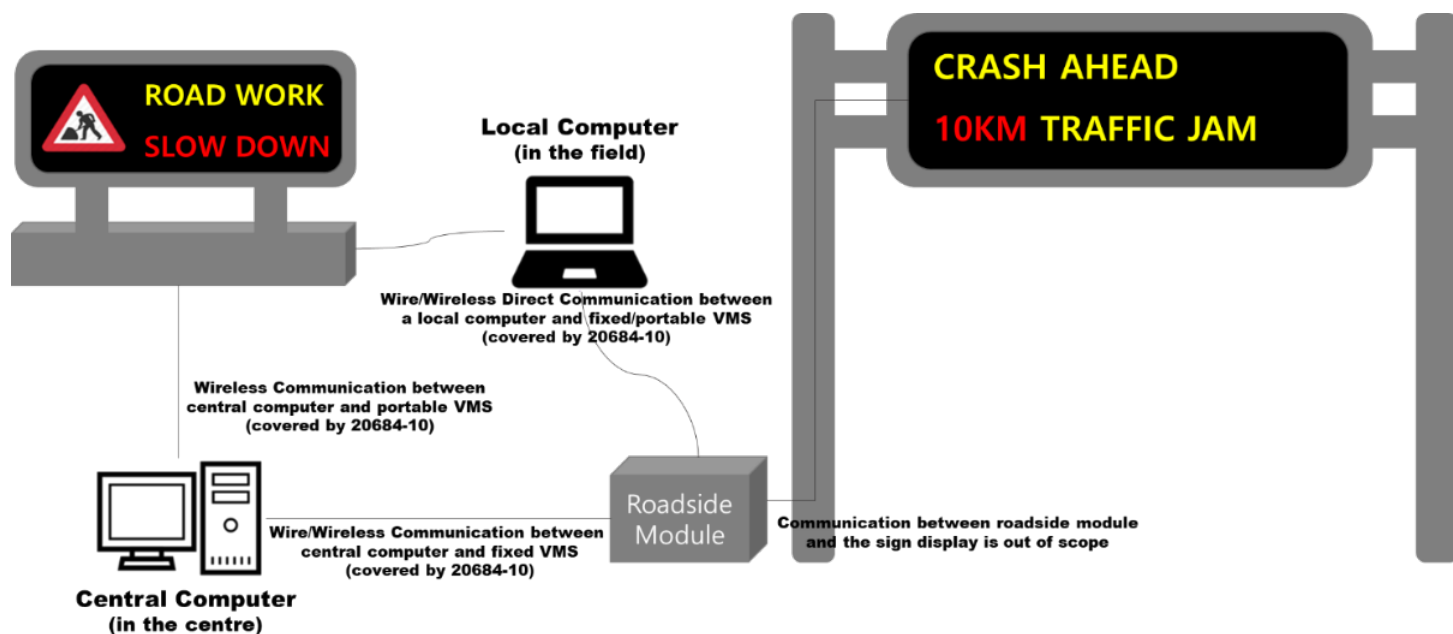 ROAD WORK
SLOW DOWN
CRASH AHEAD
10KM TRAFFIC JAM
Local Computer
(in the field)
Wire/Wireless Direct Communication between
a local computer and fixed/portable VMS
(covered by 20684-10)
Wireless Communication between
central computer and portable VMS
(covered by 20684-10)
Roadside
Module
Wire/Wireless Communication between
central computer and fixed VMS
(covered by 20684-10)
Communication between roadside module
and the sign display is out of scope
Central Computer
(in the centre)